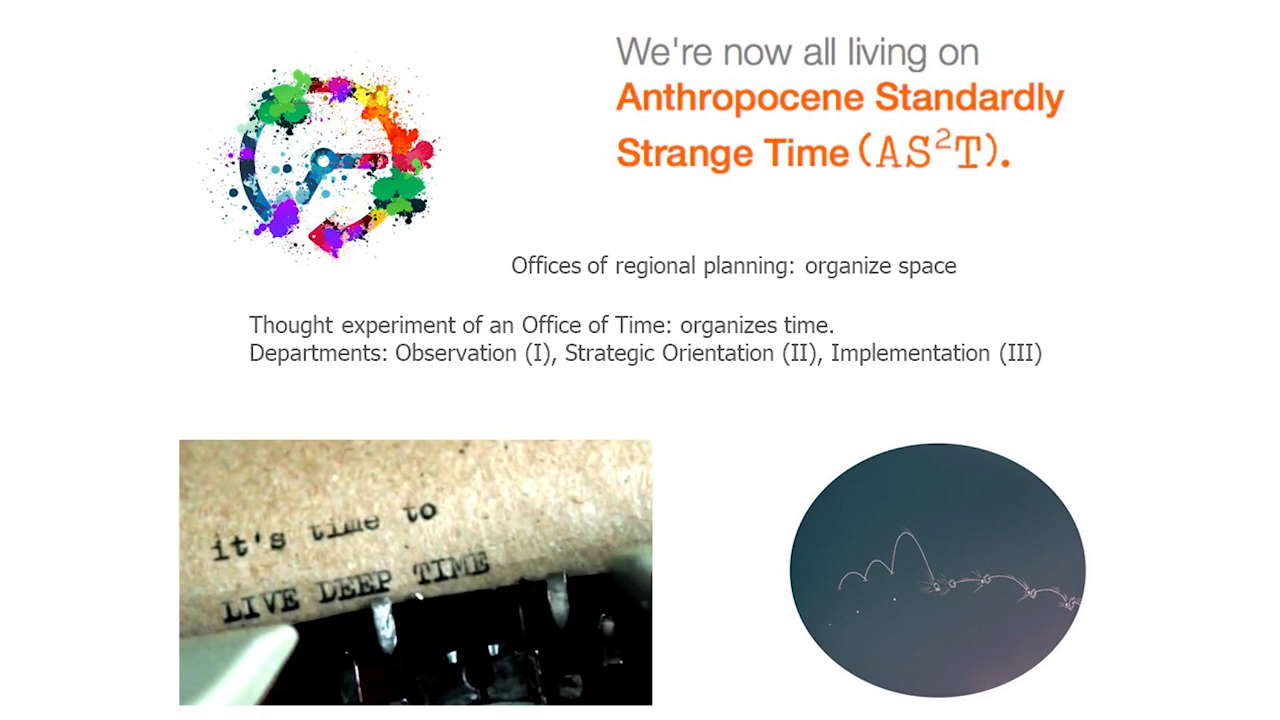 We're now all living on
Anthropocene Standardly
Strange Time (AS²T).
Offices of regional planning: organize space
Thought experiment of an Office of Time: organizes time.
Departments: Observation (I), Strategic Orientation (II), Implementation (III)
it's time to
LIVE DEEP TIME